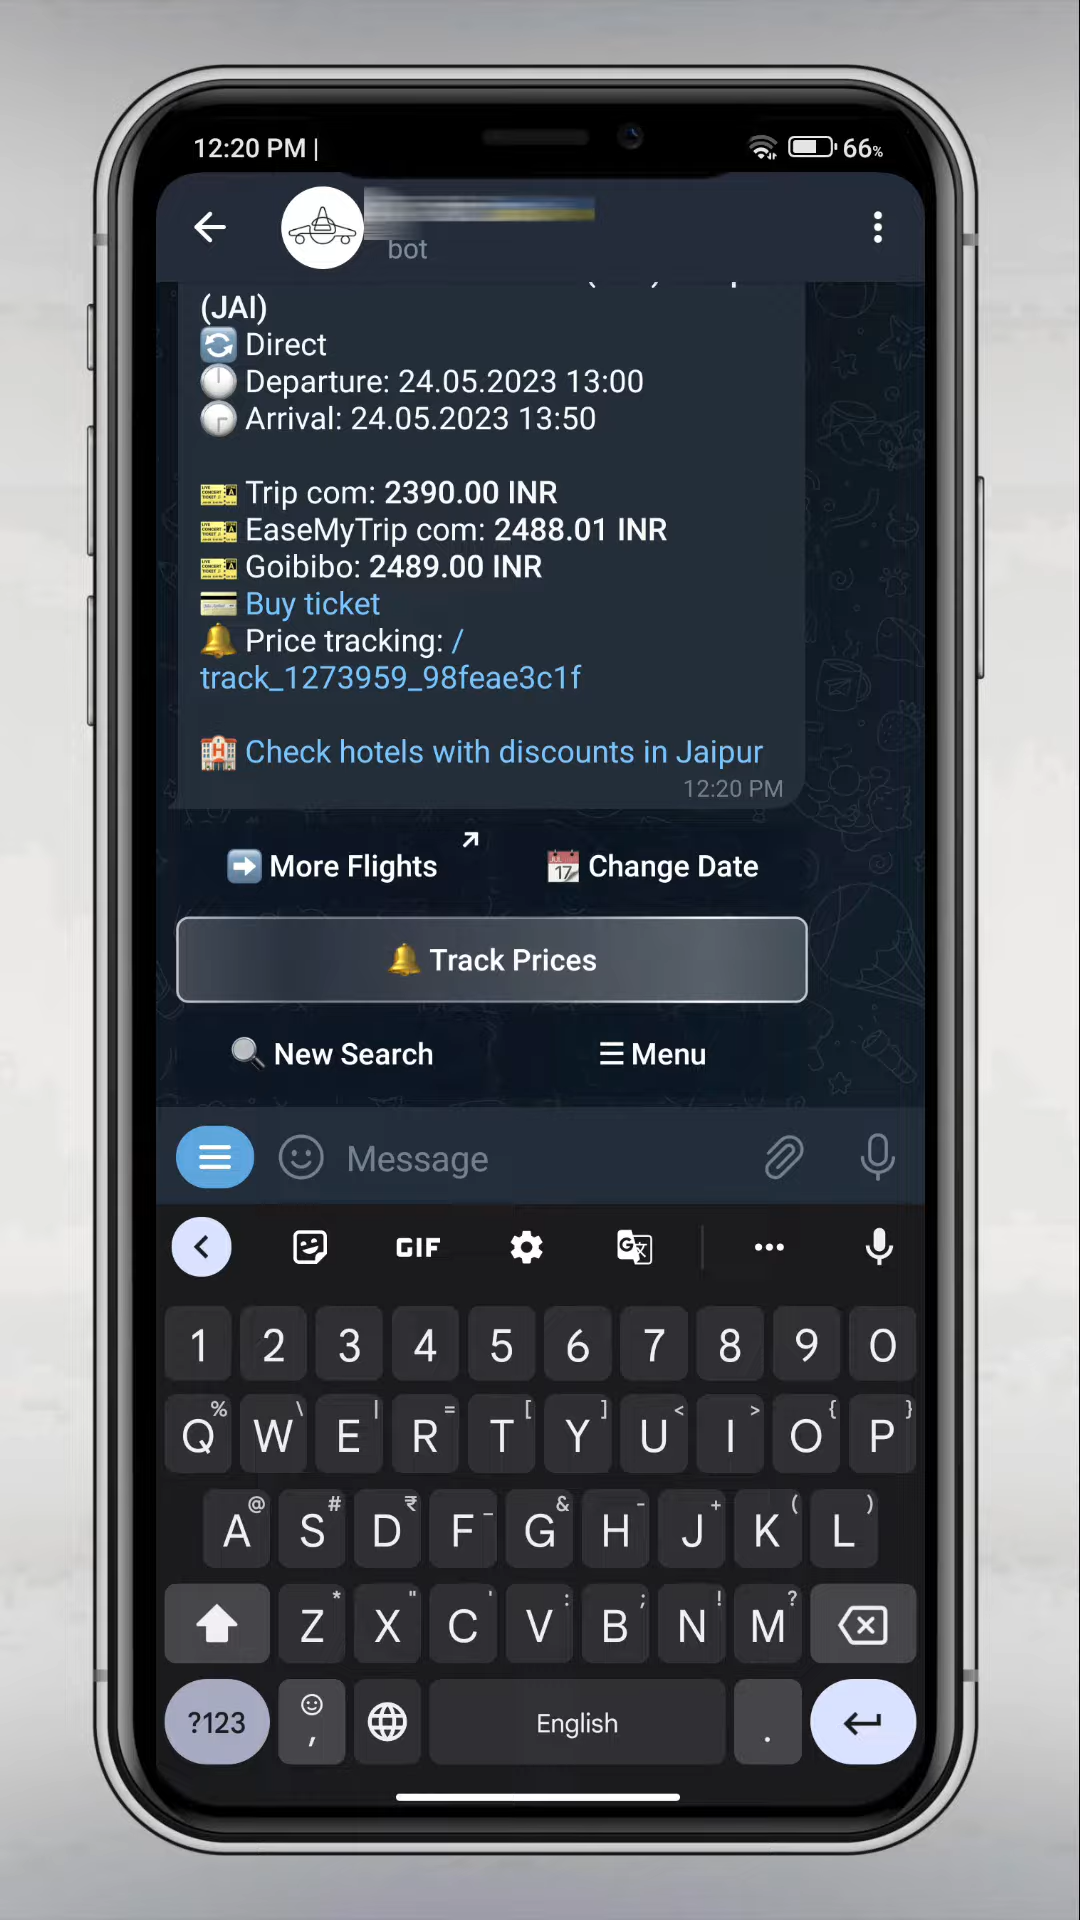 12:20 PM |
66%
bot
(JAI)
Direct
Departure: 24.05.2023 13:00
Arrival: 24.05.2023 13:50
Trip com: 2390.00 INR
EaseMyTrip com: 2488.01 INR
Goibibo: 2489.00 INR
Buy ticket
Price tracking: /
track_1273959_98feae3c1f
Check hotels with discounts in Jaipur
12:20 PM
More Flights
Change Date
Track Prices
New Search
Menu
Message
GIF
1 2 3 4 5 6 7 8 9 0
Q % W \ E | R = T [ Y ] U < I > O { P }
A @ S # D ₹ F _ G & H - J + K ( L )
Z * X " C ' V : B ; N ! M ?
?123 , English .